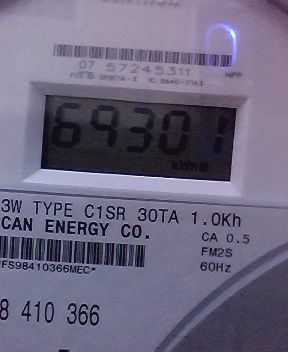 07 57245311
HPP
69301
3W TYPE C1SR 30TA 1.0Kh
CAN ENERGY CO.
CA 0.5
FM2S
60Hz
FS98410366MEC*
8 410 366